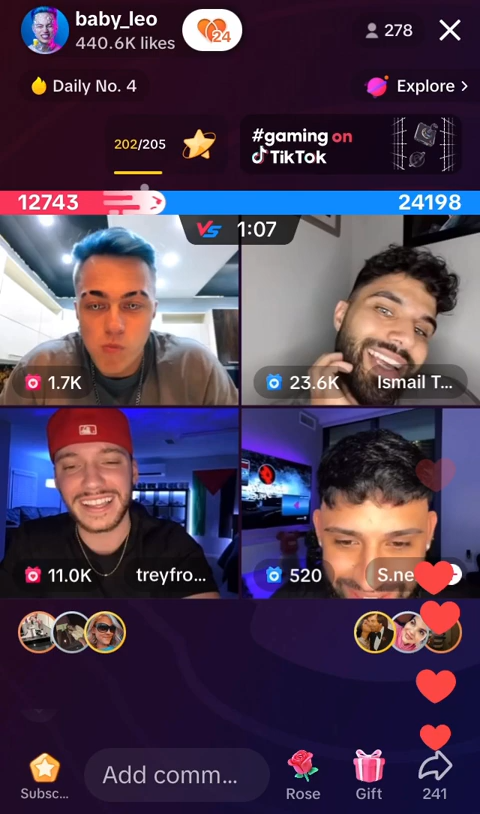 baby_leo
440.6K likes
24
278
Daily No. 4
Explore >
202/205
#gaming on
TikTok
12743
24198
VS 1:07
1.7K
23.6K
Ismail T...
11.0K
treyfro...
520
S.ne
Subsc...
Add comm...
Rose
Gift
241